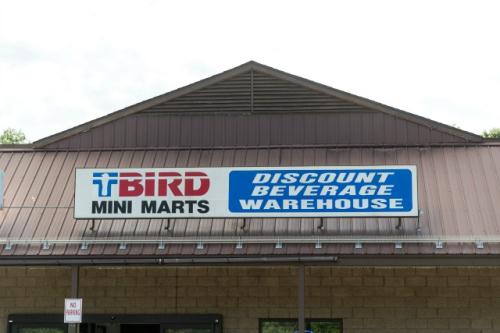 TBIRD
MINI MARTS
DISCOUNT
BEVERAGE
WAREHOUSE
NO
PARKING